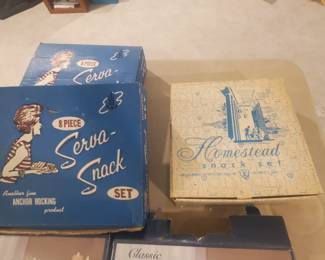 8 PIECE
Serva-
8 PIECE
Serva-
Snack
SET
Another fine
ANCHOR HOCKING
product
Homestead
snack set
Classic